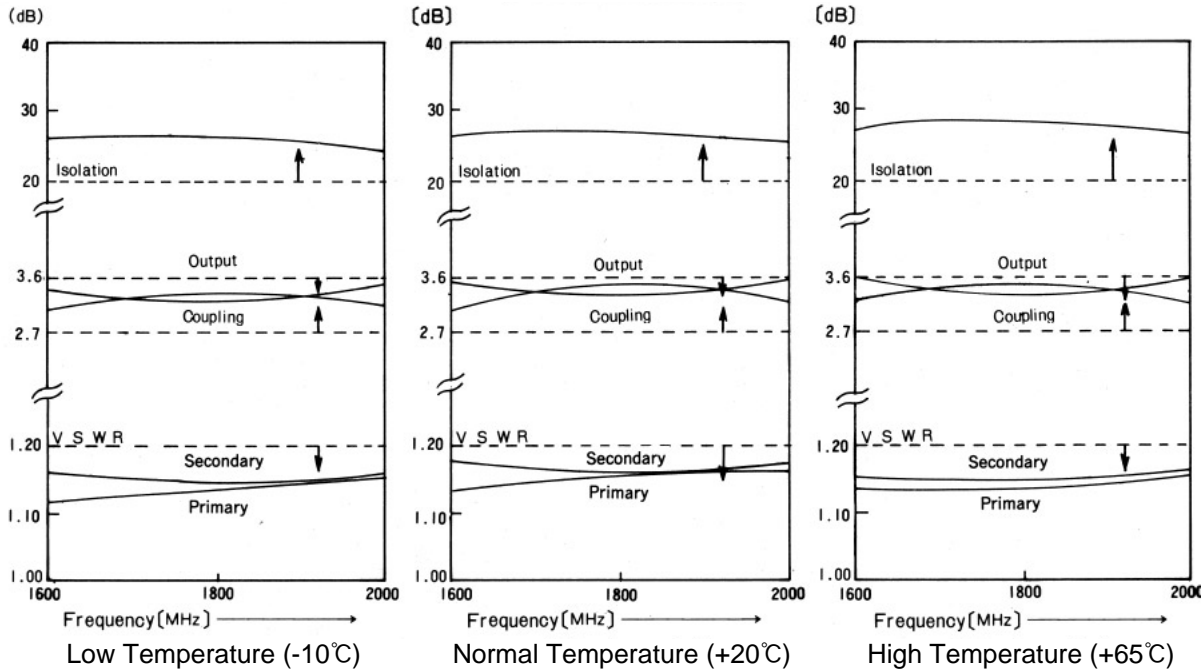 (dB)
40
30
Isolation
20
3.6
Output
Coupling
2.7
1.20
V S W R
Secondary
Primary
1.10
1.00
1600
1800
2000
Frequency[MHz]
Low Temperature (-10℃)
[dB]
40
30
Isolation
20
3.6
Output
Coupling
2.7
1.20
V S W R
Secondary
Primary
1.10
1.00
1600
1800
2000
Frequency[MHz]
Normal Temperature (+20℃)
[dB]
40
30
Isolation
20
3.6
Output
Coupling
2.7
1.20
V S W R
Secondary
Primary
1.10
1.00
1600
1800
2000
Frequency[MHz]
High Temperature (+65℃)